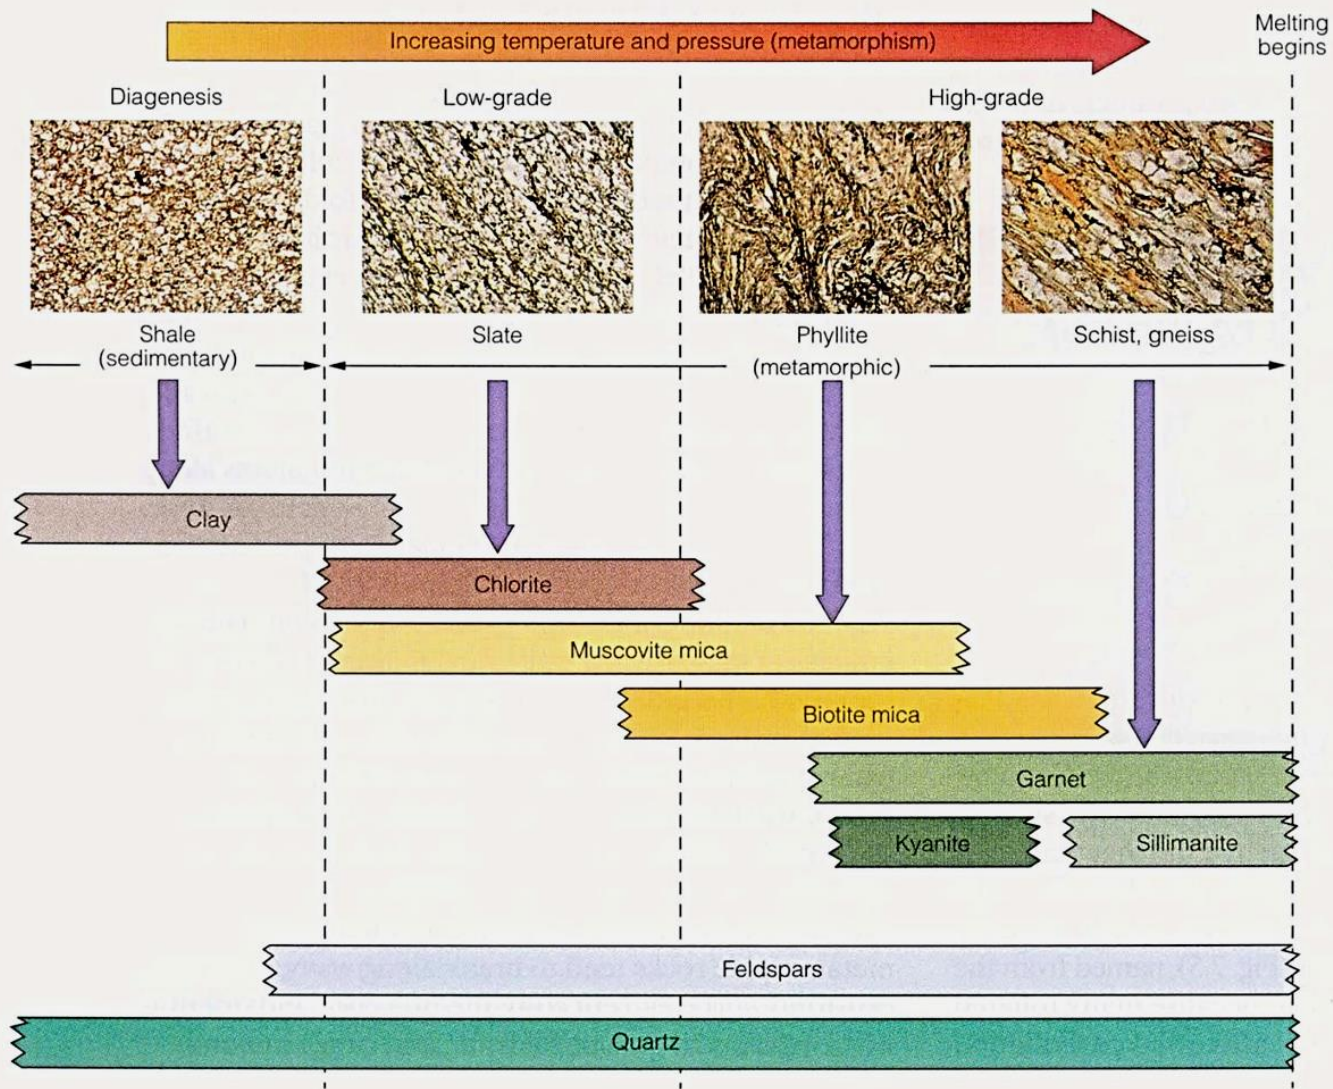 Increasing temperature and pressure (metamorphism)
Melting
begins
Diagenesis
Low-grade
High-grade
Shale
(sedimentary)
Slate
Phyllite
(metamorphic)
Schist, gneiss
Clay
Chlorite
Muscovite mica
Biotite mica
Garnet
Kyanite
Sillimanite
Feldspars
Quartz